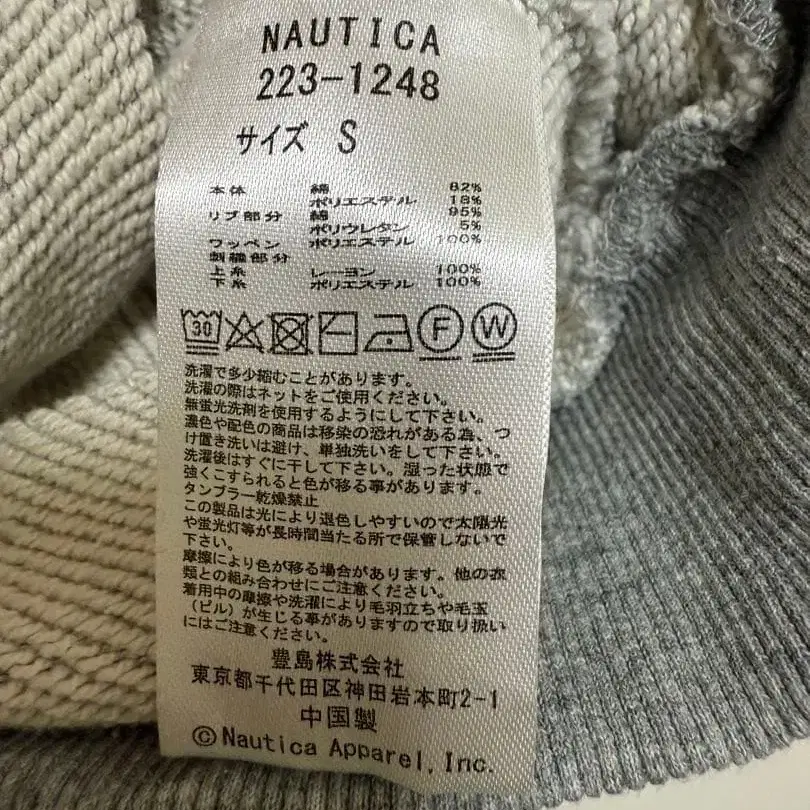 NAUTICA
223-1248
サイズ S
本体 綿 82%
ポリエステル 18%
リブ部分 綿 95%
ポリウレタン 5%
ワッペン ポリエステル 100%
刺繍部分
上糸 レーヨン 100%
下糸 ポリエステル 100%
30 F W
洗濯で多少縮むことがあります。
洗濯の際はネットをご使用ください。
無蛍光洗剤を使用するようにして下さい。
濃色や配色の商品は移染の恐れがある為、つ
け置き洗いは避け、単独洗いをして下さい。
洗濯後はすぐに干して下さい。湿った状態で
強くこすられると色が移る事があります。
タンブラー乾燥禁止
この製品は光により退色しやすいので太陽光
や蛍光灯等が長時間当たる所で保管しないで
下さい。
摩擦により色が移る場合があります。他の衣
類との組み合わせにご注意ください。
着用中の摩擦や洗濯により毛羽立ちや毛玉
（ピル）が生じる事がありますので取り扱い
にはご注意ください。
豊島株式会社
東京都千代田区神田岩本町2-1
中国製
©Nautica Apparel, Inc.